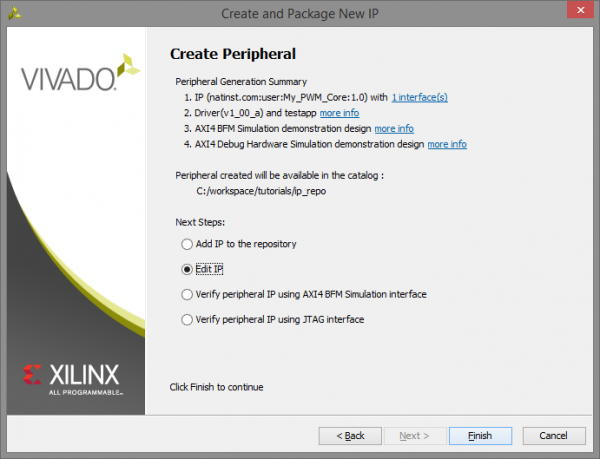 Create and Package New IP
VIVADO
Create Peripheral
Peripheral Generation Summary
1. IP (natinst.com:user:My_PWM_Core:1.0) with 1 interface(s)
2. Driver(v1_00_a) and testapp more info
3. AXI4 BFM Simulation demonstration design more info
4. AXI4 Debug Hardware Simulation demonstration design more info
Peripheral created will be available in the catalog :
C:/workspace/tutorials/ip_repo
Next Steps:
Add IP to the repository
Edit IP
Verify peripheral IP using AXI4 BFM Simulation interface
Verify peripheral IP using JTAG interface
XILINX
ALL PROGRAMMABLE™
Click Finish to continue
< Back Next > Finish Cancel